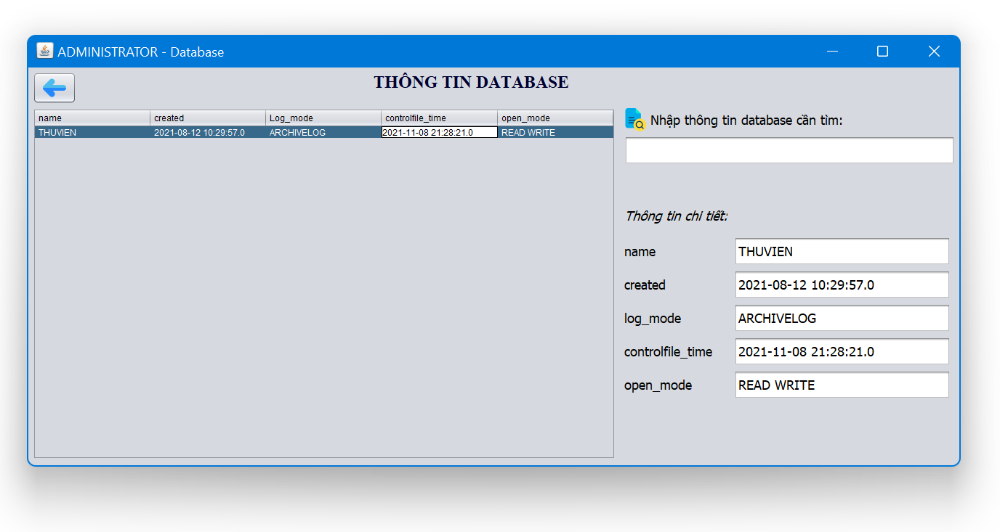 ADMINISTRATOR - Database
THÔNG TIN DATABASE
name created Log_mode controlfile_time open_mode
THUVIEN 2021-08-12 10:29:57.0 ARCHIVELOG 2021-11-08 21:28:21.0 READ WRITE
Nhập thông tin database cần tìm:
Thông tin chi tiết:
name THUVIEN
created 2021-08-12 10:29:57.0
log_mode ARCHIVELOG
controlfile_time 2021-11-08 21:28:21.0
open_mode READ WRITE